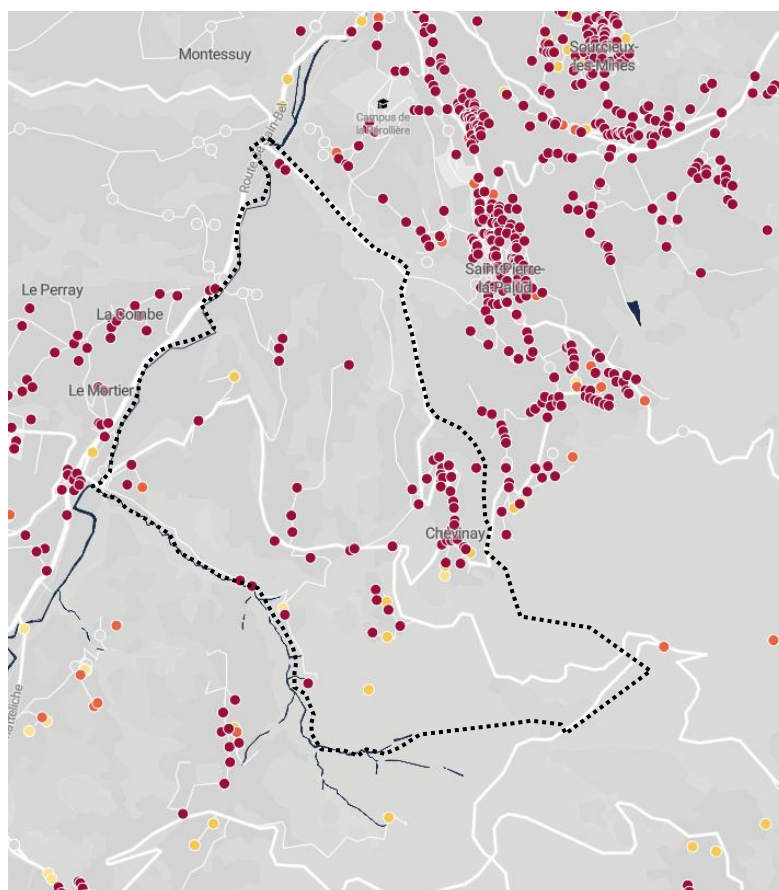 Montessuy
Sourcieux-
les-Mines
Campus de
la Pérollière
Route de Sain-Bel
Saint-Pierre-
la-Palud
Le Perray
La Combe
Le Mortier
Chevinay